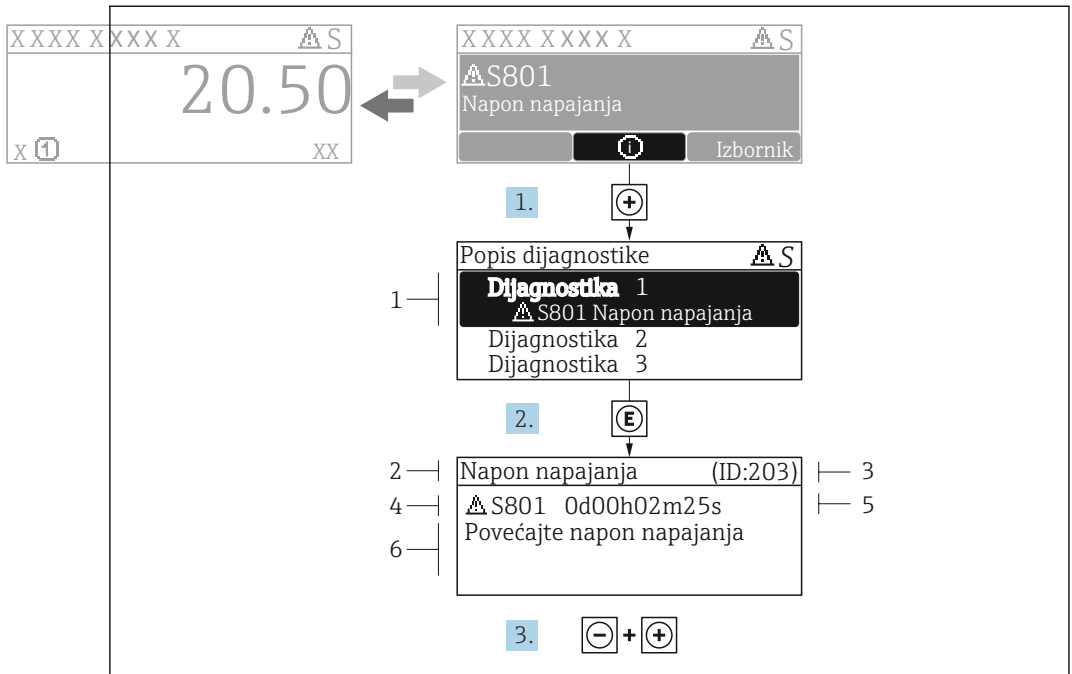 XXXX XXXX X ⚠S
20.50
X 1 XX
XXXX XXXX X ⚠S
⚠S801
Napon napajanja
i Izbornik
1. +
Popis dijagnostike ⚠S
1
Dijagnostika 1
⚠S801 Napon napajanja
Dijagnostika 2
Dijagnostika 3
2. E
2 Napon napajanja (ID:203) 3
4 ⚠S801 0d00h02m25s 5
6 Povećajte napon napajanja
3. − + +